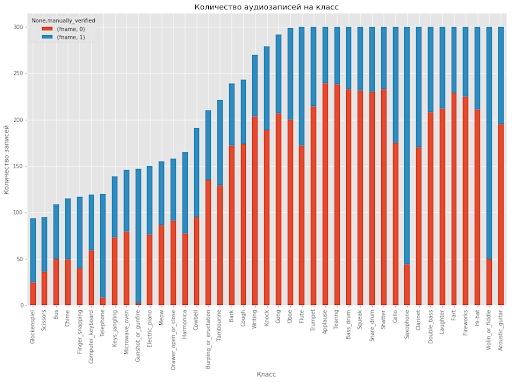 Количество аудиозаписей на класс
None,manually_verified
(fname, 0)
(fname, 1)
Количество записей
300
250
200
150
100
50
0
Glockenspiel
Scissors
Bus
Chime
Finger_snapping
Computer_keyboard
Telephone
Keys_jangling
Microwave_oven
Gunshot_or_gunfire
Electric_piano
Meow
Drawer_open_or_close
Harmonica
Cowbell
Burping_or_eructation
Tambourine
Bark
Cough
Writing
Knock
Gong
Oboe
Flute
Trumpet
Applause
Tearing
Bass_drum
Squeak
Snare_drum
Shatter
Cello
Saxophone
Clarinet
Double_bass
Laughter
Fart
Fireworks
Hi-hat
Violin_or_fiddle
Acoustic_guitar
Класс